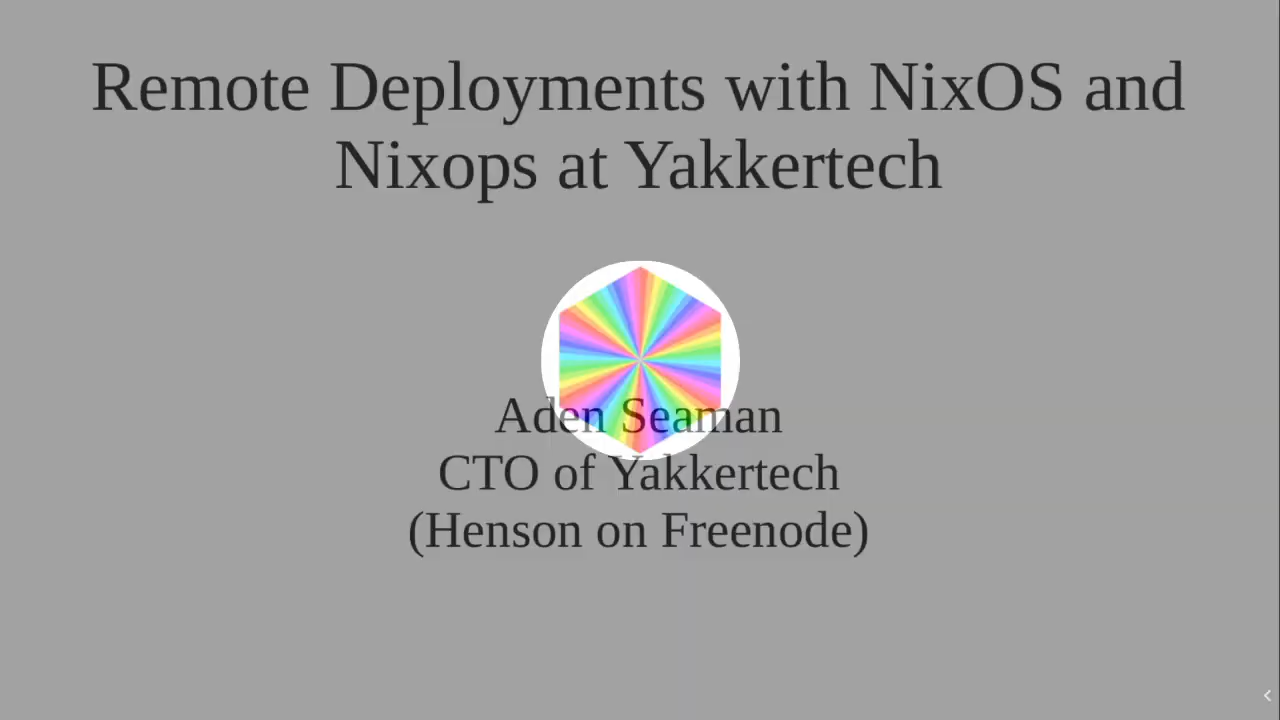 Remote Deployments with NixOS and
Nixops at Yakkertech
Aden Seaman
CTO of Yakkertech
(Henson on Freenode)